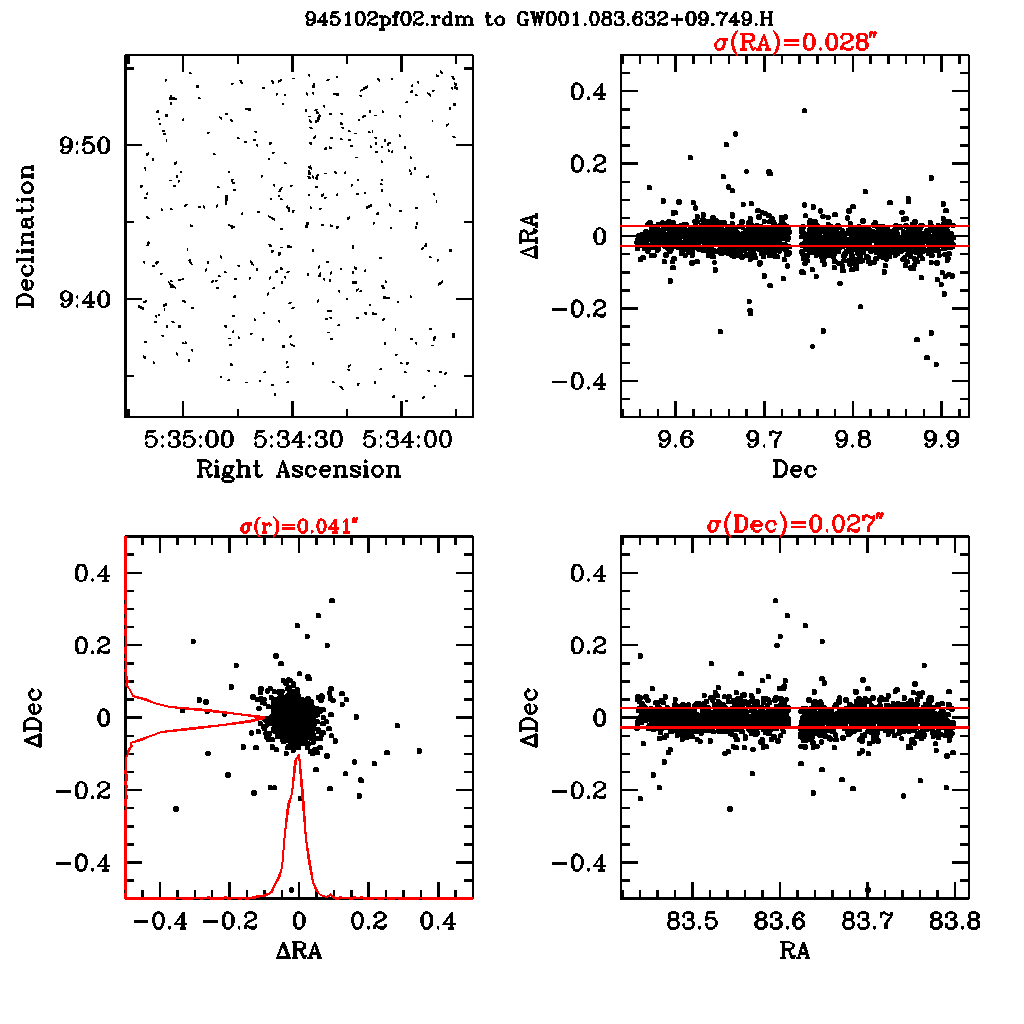 945102pf02.rdm to GW001.083.632+09.749.H
9:50
9:40
Declination
5:35:00 5:34:30 5:34:00
Right Ascension
σ(RA)=0.028"
0.4
0.2
0
-0.2
-0.4
ΔRA
9.6 9.7 9.8 9.9
Dec
σ(r)=0.041"
0.4
0.2
0
-0.2
-0.4
ΔDec
-0.4 -0.2 0 0.2 0.4
ΔRA
σ(Dec)=0.027"
0.4
0.2
0
-0.2
-0.4
ΔDec
83.5 83.6 83.7 83.8
RA